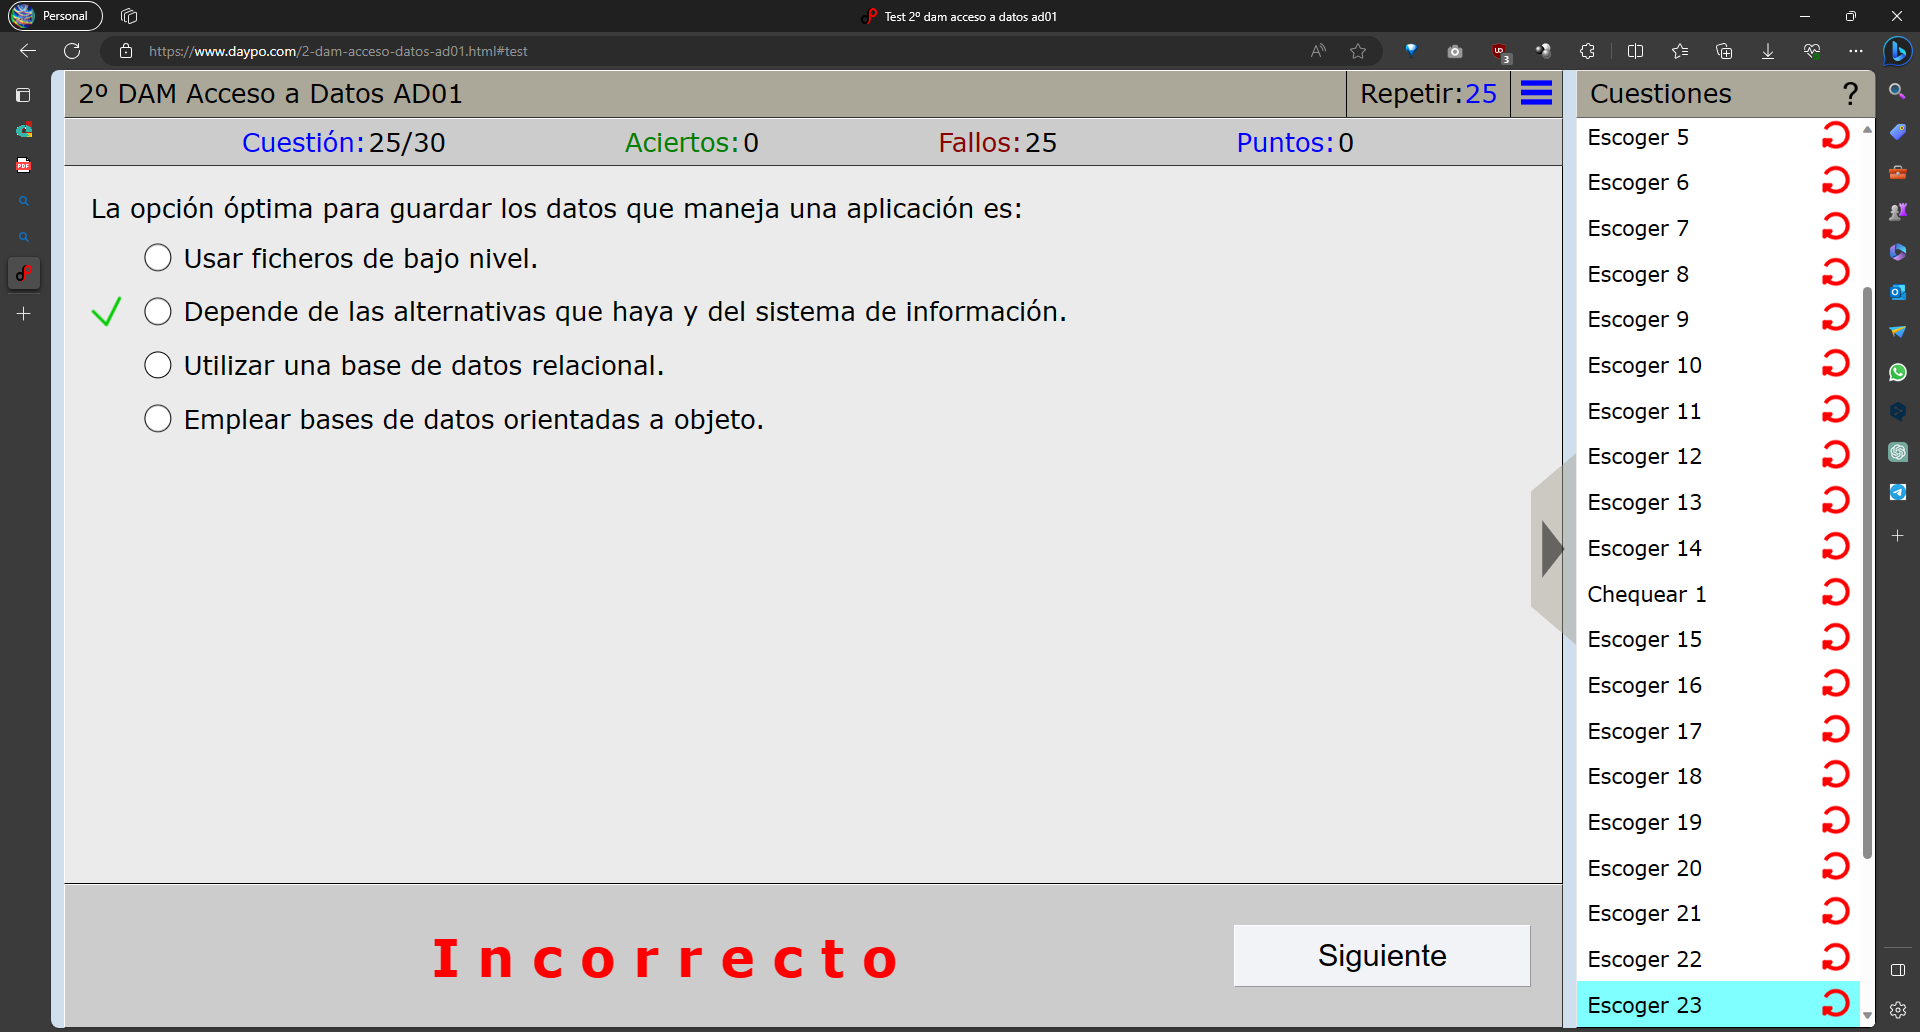 Personal
Test 2º dam acceso a datos ad01
https://www.daypo.com/2-dam-acceso-datos-ad01.html#test
2º DAM Acceso a Datos AD01
Repetir:25
Cuestiones
?
Cuestión:25/30
Aciertos:0
Fallos:25
Puntos:0
La opción óptima para guardar los datos que maneja una aplicación es:
Usar ficheros de bajo nivel.
Depende de las alternativas que haya y del sistema de información.
Utilizar una base de datos relacional.
Emplear bases de datos orientadas a objeto.
Incorrecto
Siguiente
Escoger 5
Escoger 6
Escoger 7
Escoger 8
Escoger 9
Escoger 10
Escoger 11
Escoger 12
Escoger 13
Escoger 14
Chequear 1
Escoger 15
Escoger 16
Escoger 17
Escoger 18
Escoger 19
Escoger 20
Escoger 21
Escoger 22
Escoger 23
PDF
3